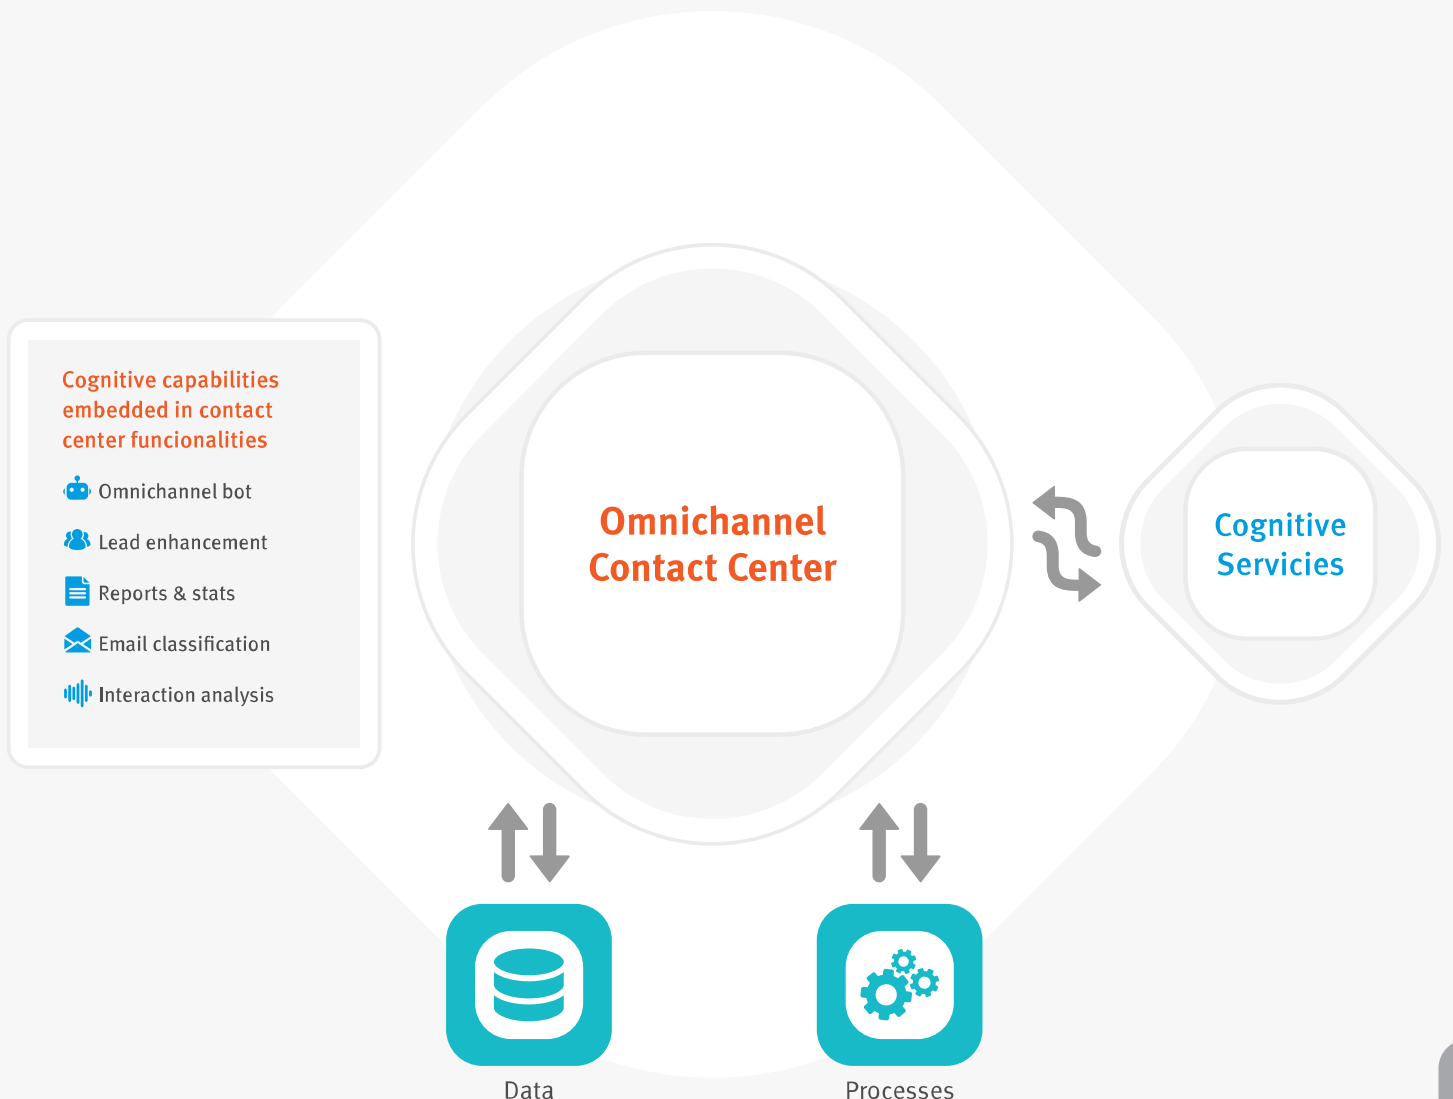 Cognitive capabilities
embedded in contact
center funcionalities
Omnichannel bot
Lead enhancement
Reports & stats
Email classification
Interaction analysis
Omnichannel
Contact Center
Cognitive
Servicies
Data
Processes